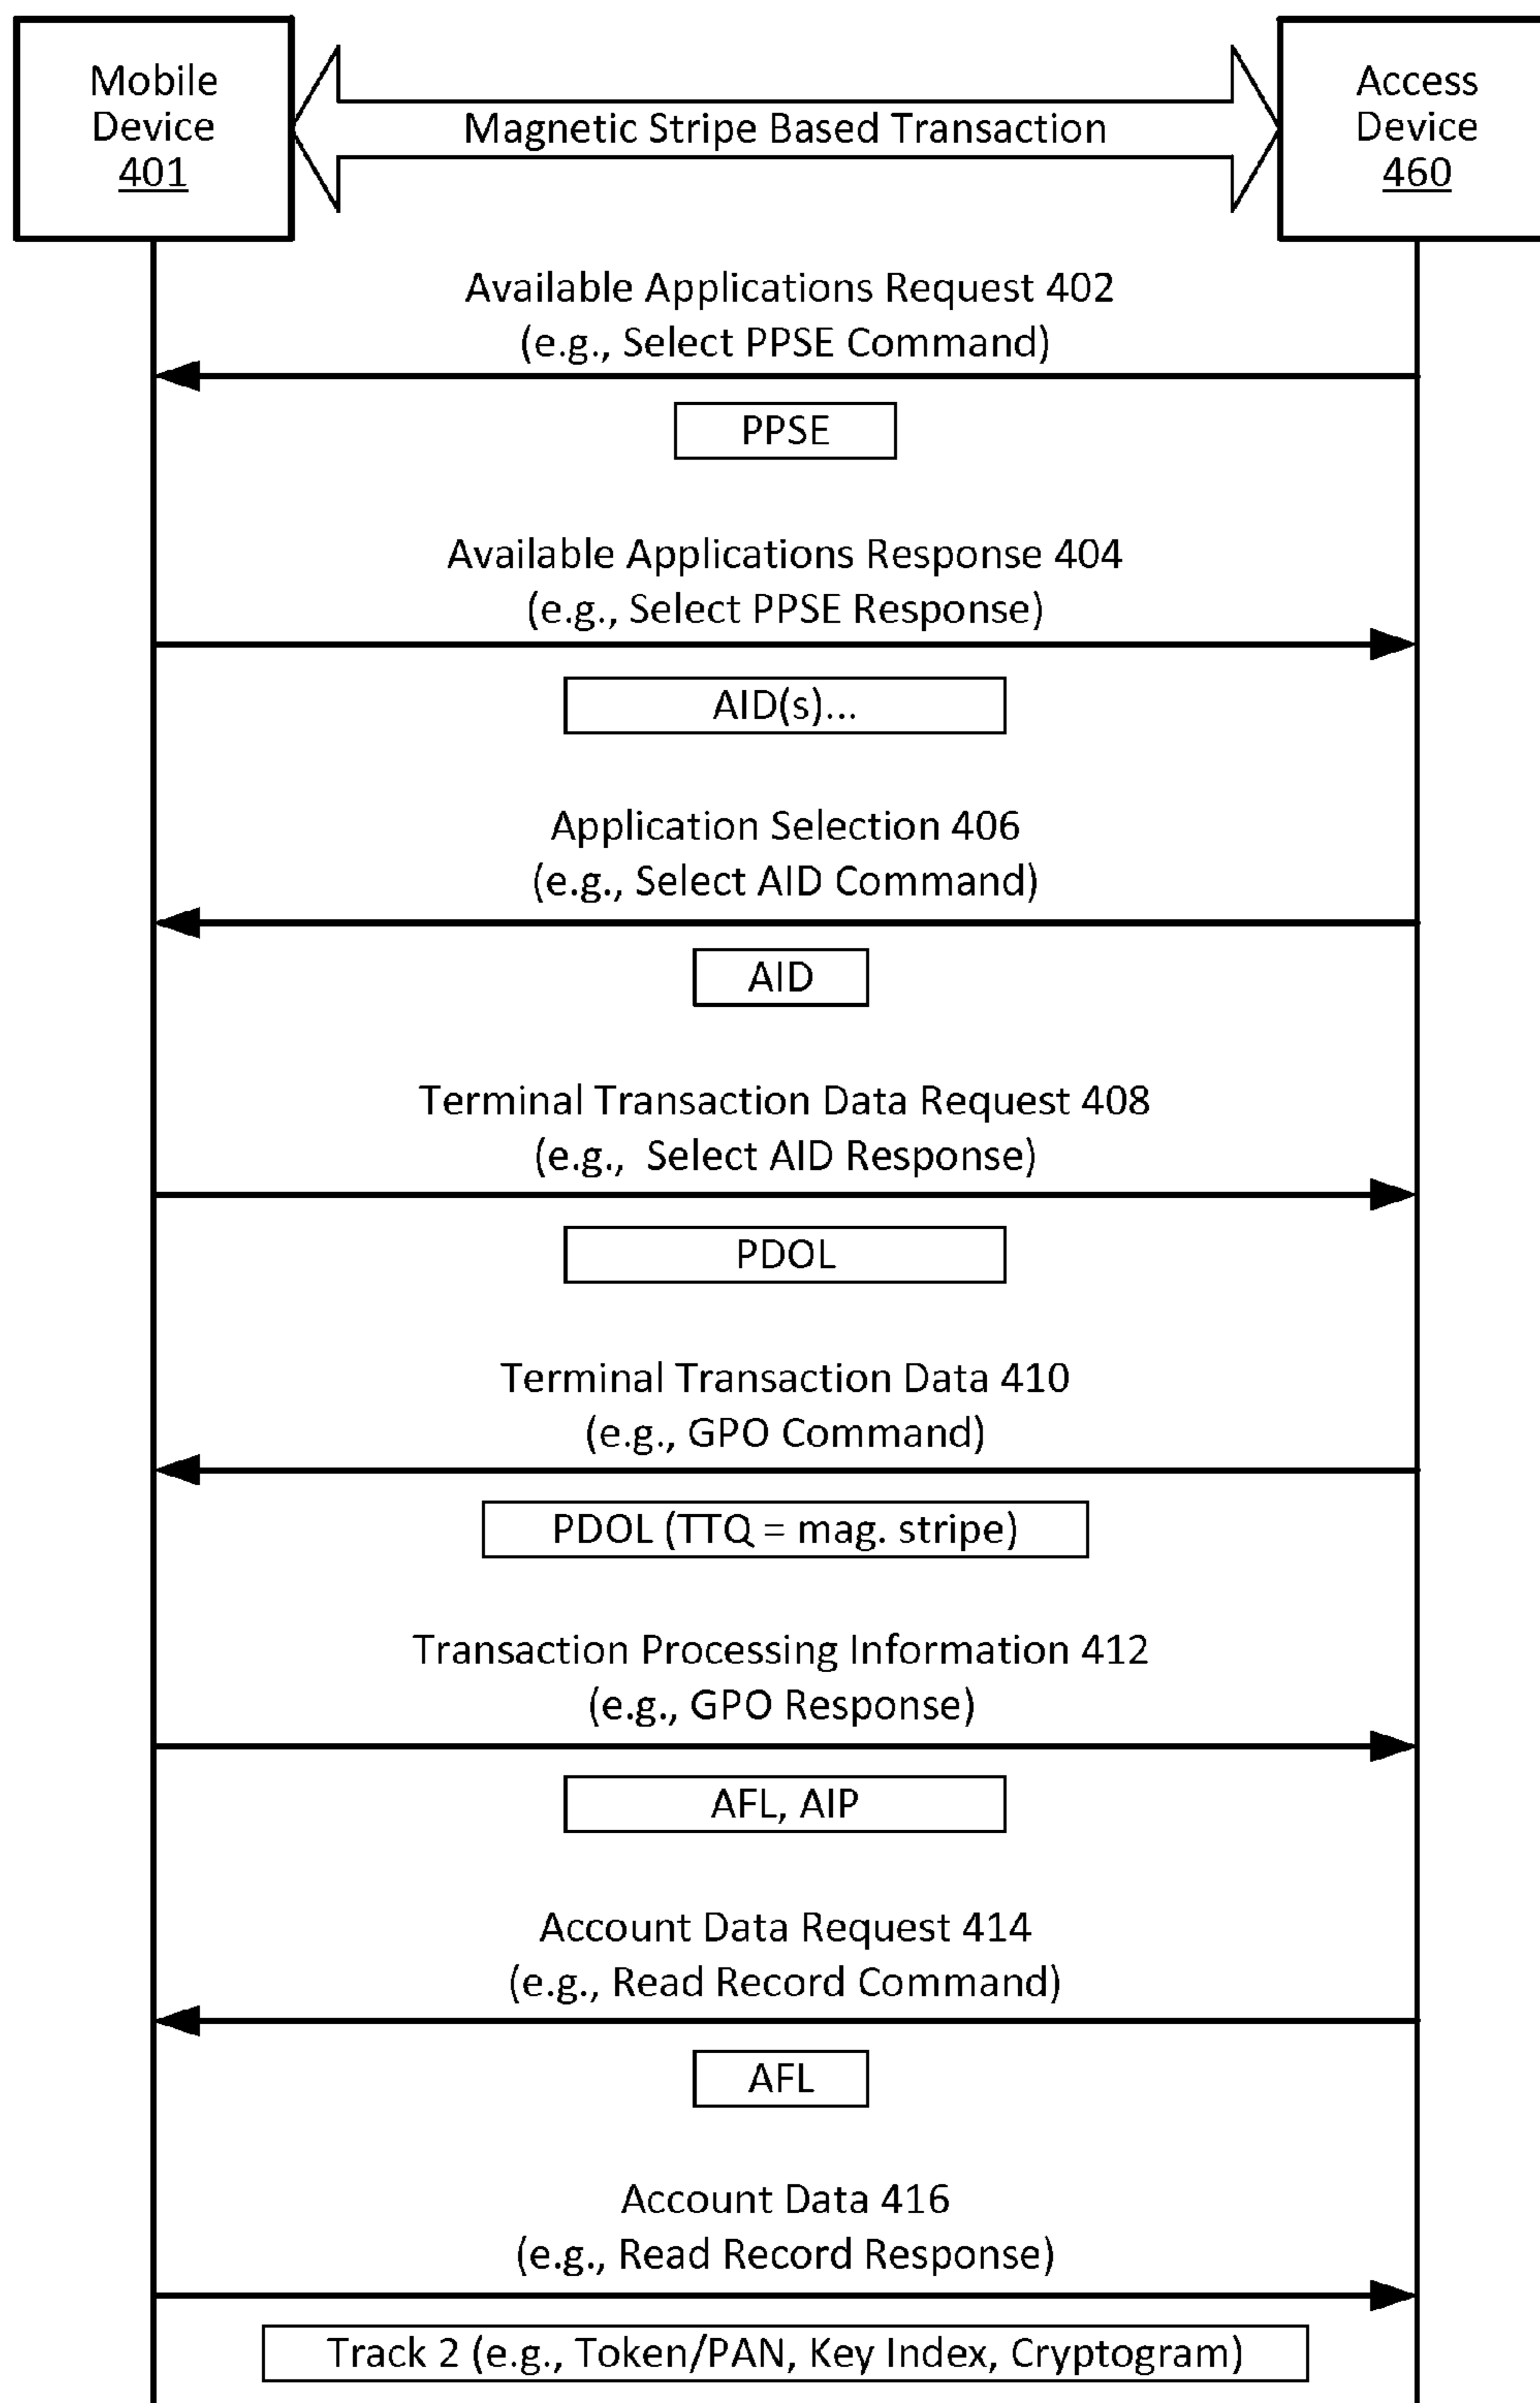 Mobile
Device
401
Magnetic Stripe Based Transaction
Access
Device
460
Available Applications Request 402
(e.g., Select PPSE Command)
PPSE
Available Applications Response 404
(e.g., Select PPSE Response)
AID(s)...
Application Selection 406
(e.g., Select AID Command)
AID
Terminal Transaction Data Request 408
(e.g., Select AID Response)
PDOL
Terminal Transaction Data 410
(e.g., GPO Command)
PDOL (TTQ = mag. stripe)
Transaction Processing Information 412
(e.g., GPO Response)
AFL, AIP
Account Data Request 414
(e.g., Read Record Command)
AFL
Account Data 416
(e.g., Read Record Response)
Track 2 (e.g., Token/PAN, Key Index, Cryptogram)